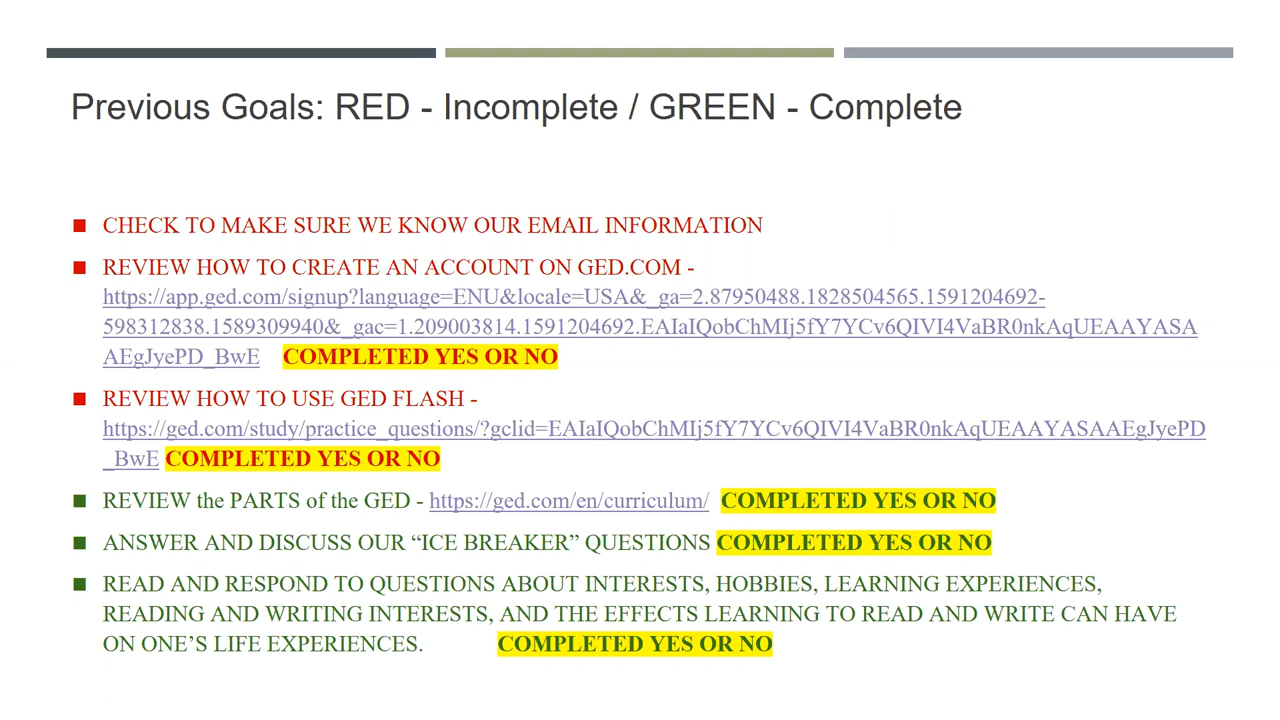 Previous Goals: RED - Incomplete / GREEN - Complete
CHECK TO MAKE SURE WE KNOW OUR EMAIL INFORMATION
REVIEW HOW TO CREATE AN ACCOUNT ON GED.COM -
https://app.ged.com/signup?language=ENU&locale=USA&_ga=2.87950488.1828504565.1591204692-
598312838.1589309940&_gac=1.209003814.1591204692.EAIaIQobChMIj5fY7YCv6QIVI4VaBR0nkAqUEAAYASA
AEgJyePD_BwE COMPLETED YES OR NO
REVIEW HOW TO USE GED FLASH -
https://ged.com/study/practice_questions/?gclid=EAIaIQobChMIj5fY7YCv6QIVI4VaBR0nkAqUEAAYASAAEgJyePD
_BwE COMPLETED YES OR NO
REVIEW the PARTS of the GED - https://ged.com/en/curriculum/ COMPLETED YES OR NO
ANSWER AND DISCUSS OUR “ICE BREAKER” QUESTIONS COMPLETED YES OR NO
READ AND RESPOND TO QUESTIONS ABOUT INTERESTS, HOBBIES, LEARNING EXPERIENCES,
READING AND WRITING INTERESTS, AND THE EFFECTS LEARNING TO READ AND WRITE CAN HAVE
ON ONE’S LIFE EXPERIENCES. COMPLETED YES OR NO